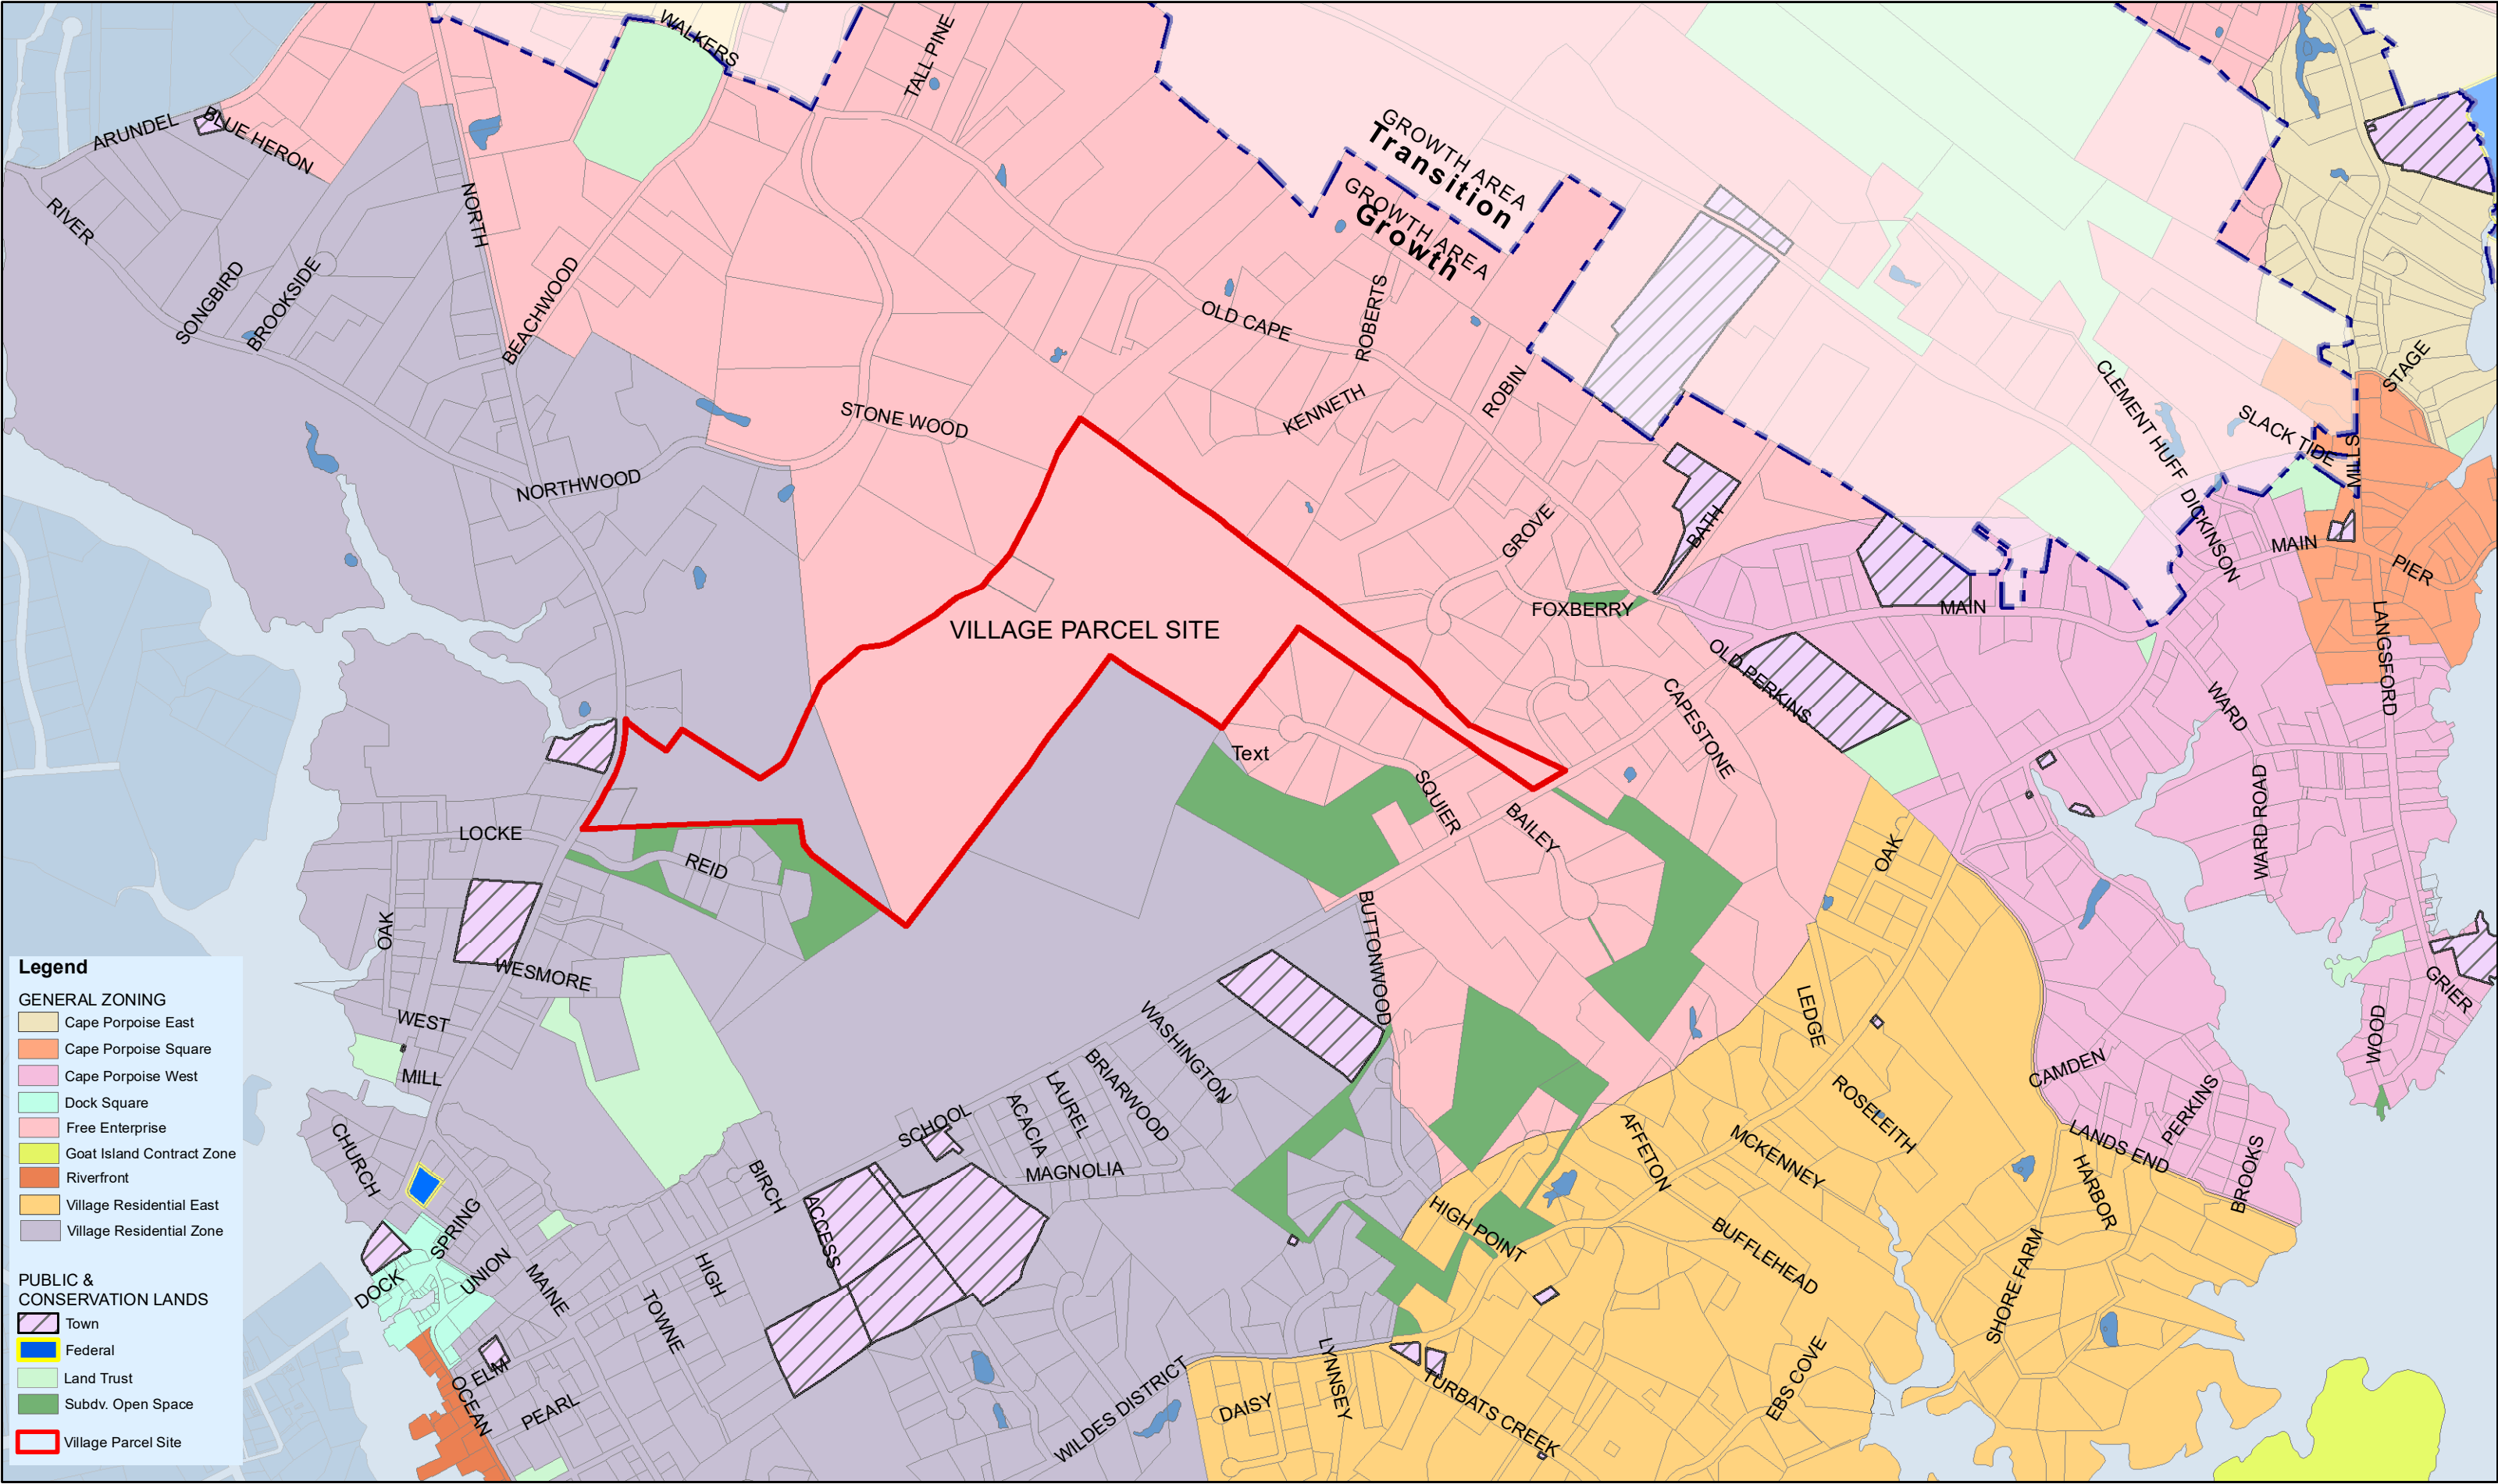 WALKERS
TALL PINE
ARUNDEL
BLUE HERON
RIVER
SONGBIRD
BROOKSIDE
NORTH
BEACHWOOD
GROWTH AREA
Transition
GROWTH AREA
Growth
OLD CAPE
ROBERTS
KENNETH
ROBIN
STONE WOOD
NORTHWOOD
STAGE
CLEMENT HUFF
SLACK TIDE
MILLS
DICKINSON
MAIN
PIER
LANGSFORD
GROVE
BATH
FOXBERRY
MAIN
VILLAGE PARCEL SITE
OLD PERKINS
CAPESTONE
WARD
WARD ROAD
Text
SQUIER
BAILEY
OAK
LOCKE
REID
OAK
WESMORE
WEST
MILL
BUTTONWOOD
WASHINGTON
BRIARWOOD
LAUREL
ACACIA
SCHOOL
MAGNOLIA
LEDGE
ROSELEITH
CAMDEN
PERKINS
BROOKS
LANDS END
HARBOR
WOOD
GRIER
AFFETON
MCKENNEY
HIGH POINT
BUFFLEHEAD
SHORE FARM
CHURCH
SPRING
UNION
DOCK
MAINE
BIRCH
ACCESS
HIGH
TOWNE
ELM
OCEAN
PEARL
WILDES DISTRICT
DAISY
LYNNSEY
TURBATS CREEK
EBS COVE
Legend
GENERAL ZONING
Cape Porpoise East
Cape Porpoise Square
Cape Porpoise West
Dock Square
Free Enterprise
Goat Island Contract Zone
Riverfront
Village Residential East
Village Residential Zone
PUBLIC &
CONSERVATION LANDS
Town
Federal
Land Trust
Subdv. Open Space
Village Parcel Site